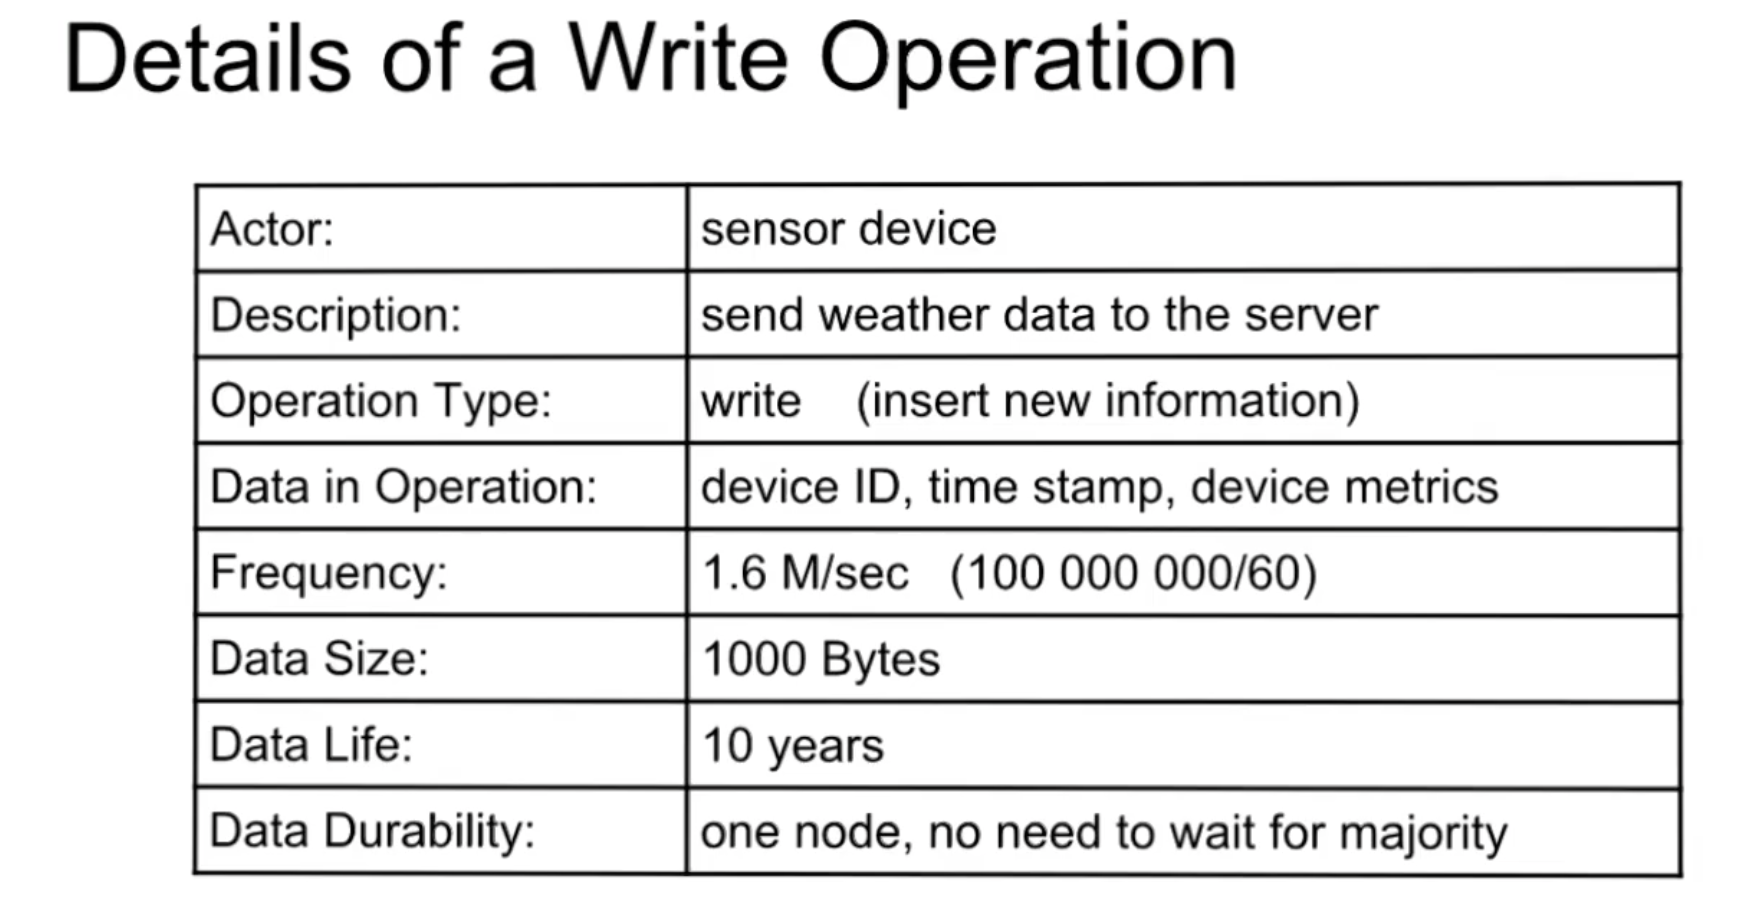 Details of a Write Operation
Actor: sensor device
Description: send weather data to the server
Operation Type: write (insert new information)
Data in Operation: device ID, time stamp, device metrics
Frequency: 1.6 M/sec (100 000 000/60)
Data Size: 1000 Bytes
Data Life: 10 years
Data Durability: one node, no need to wait for majority